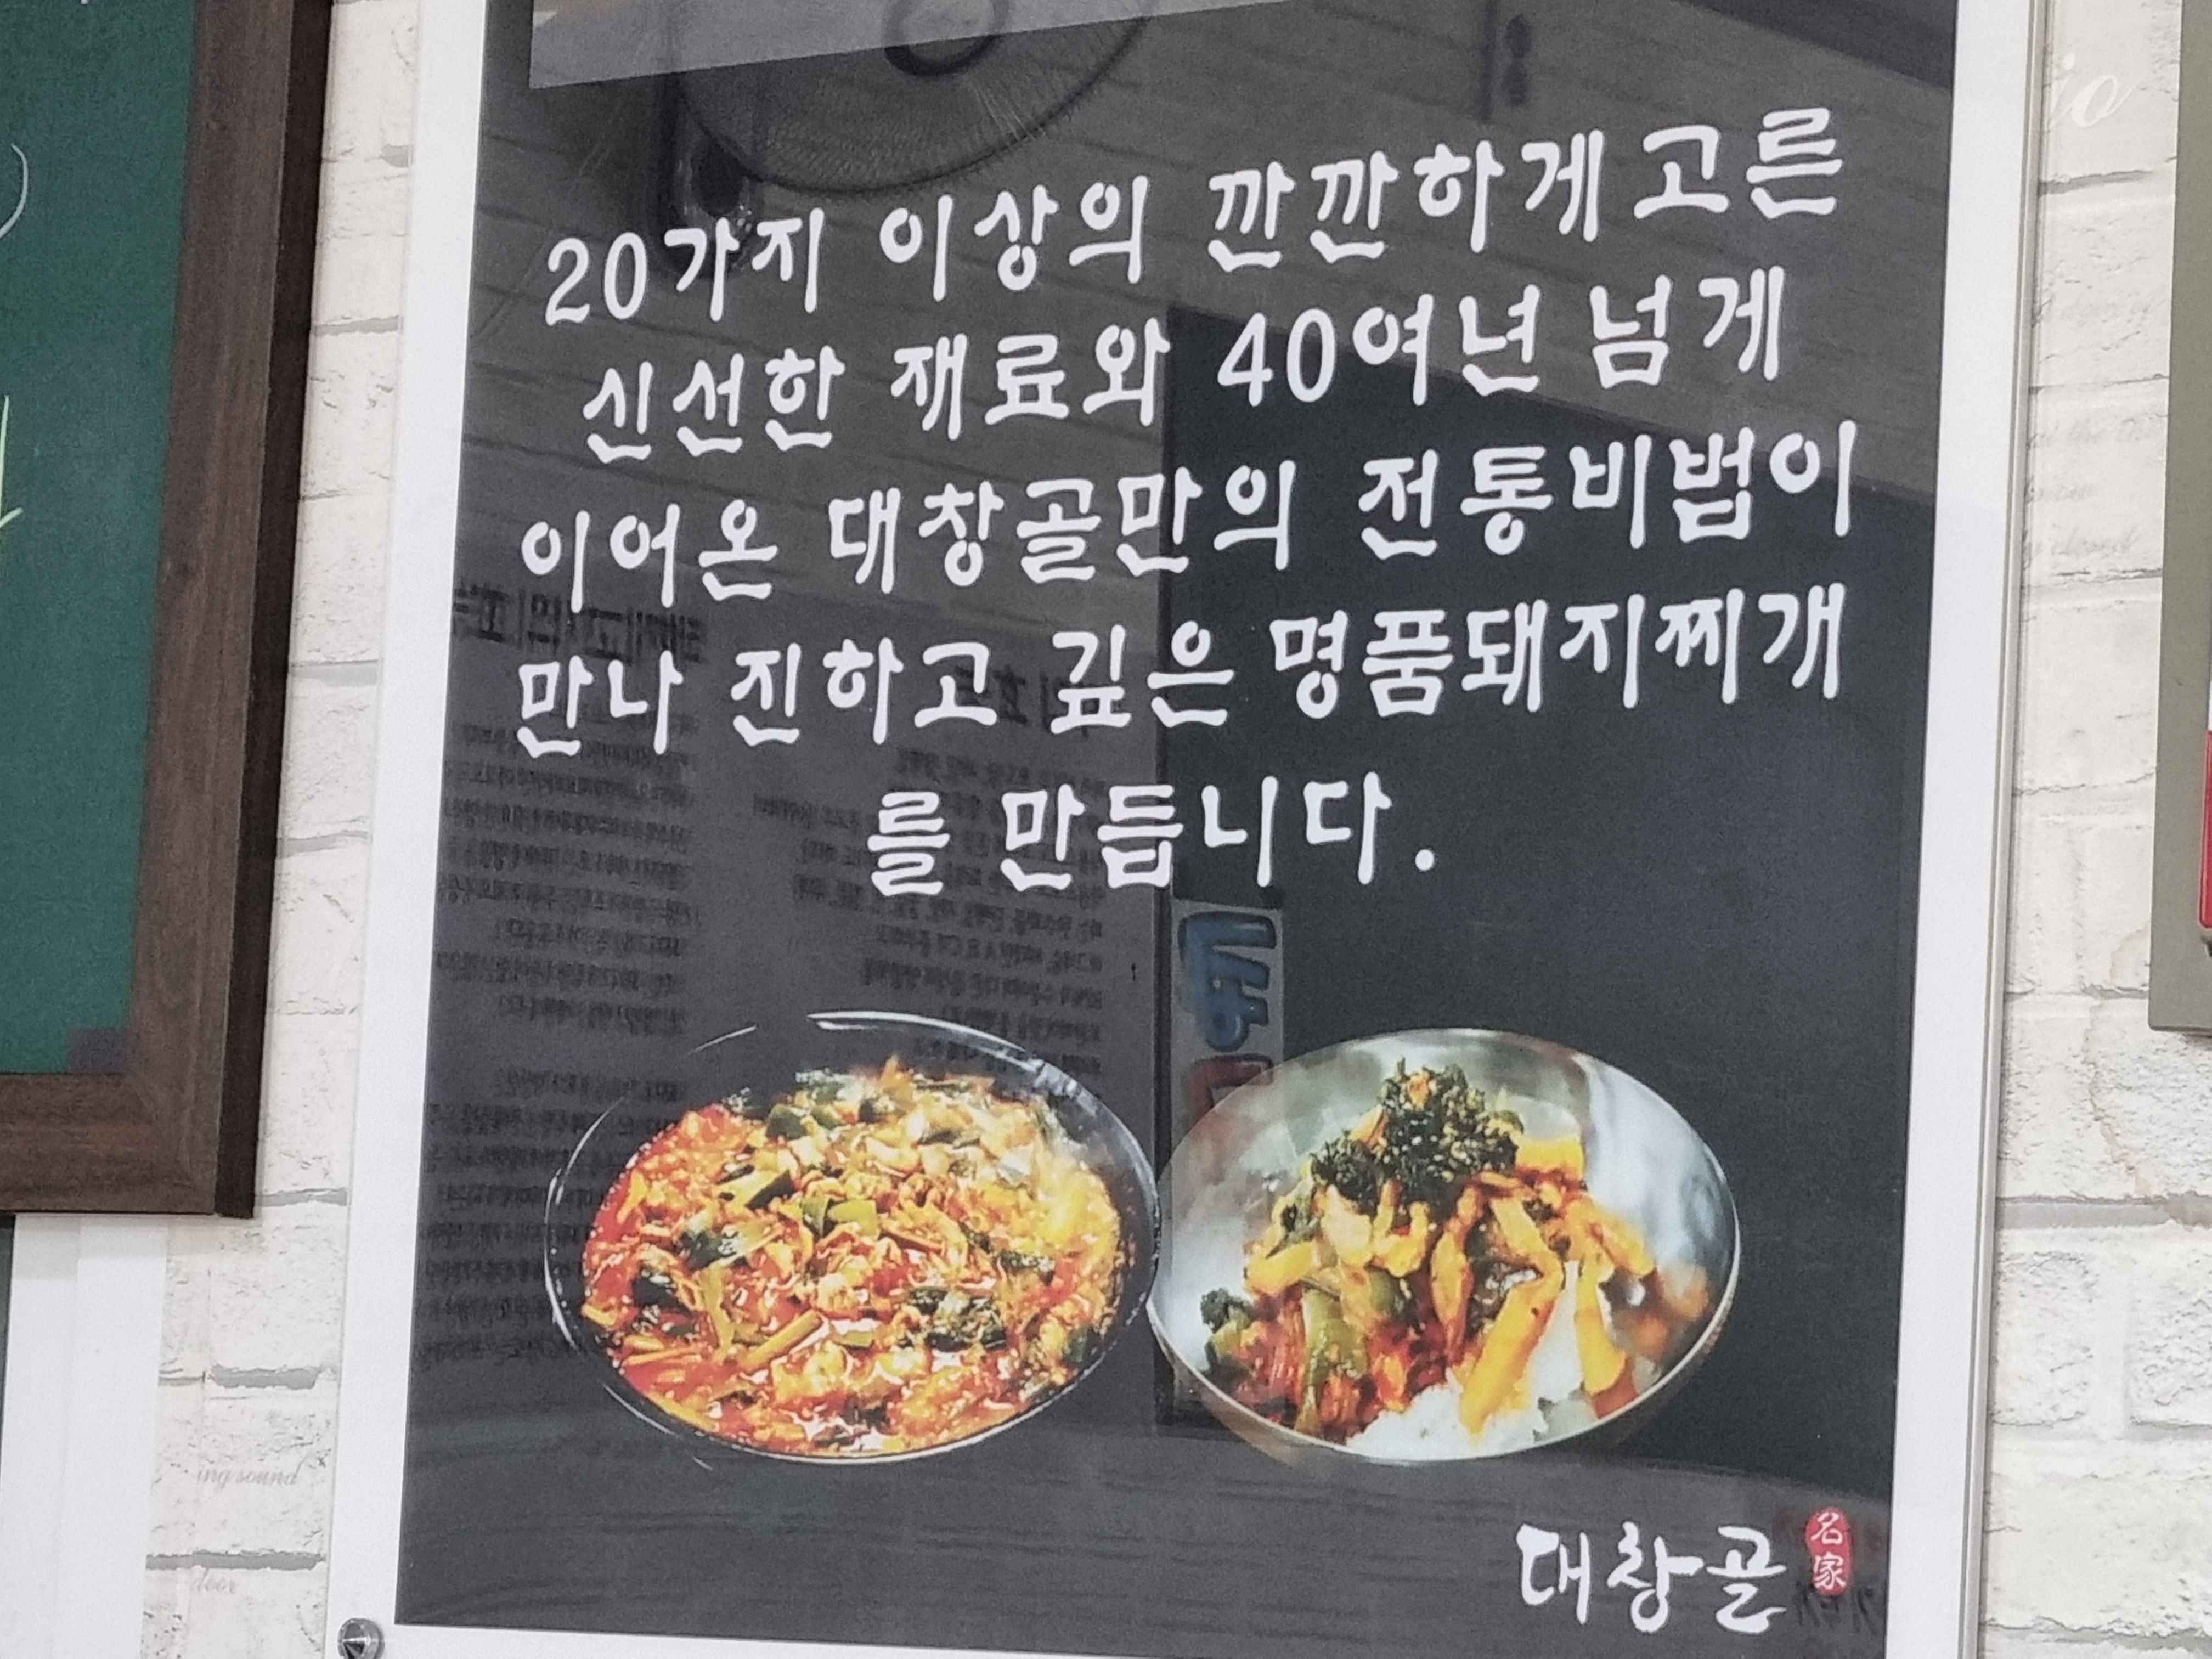 20가지 이상의 깐깐하게 고른
신선한 재료와 40여년 넘게
이어온 대창골만의 전통비법이
만나 진하고 깊은 명품돼지찌개
를 만듭니다.
대창골
名家
ing sound
door